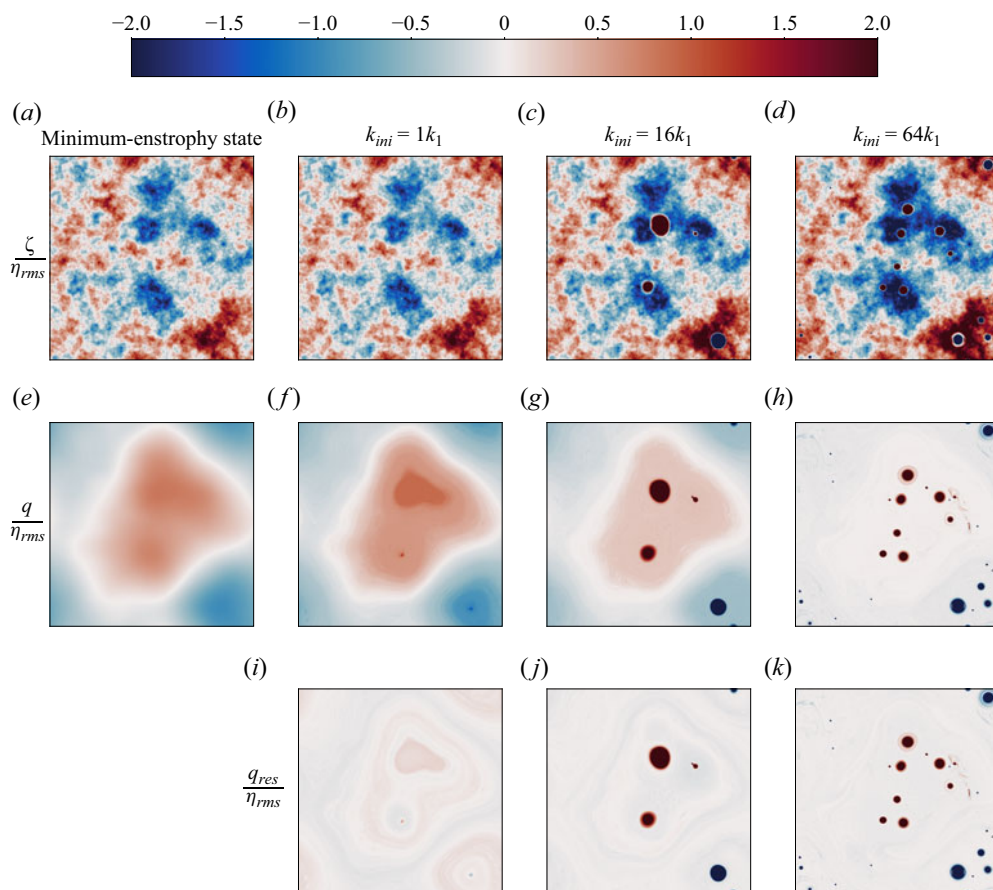 −2.0 −1.5 −1.0 −0.5 0 0.5 1.0 1.5 2.0
(a) (b) (c) (d)
Minimum-enstrophy state k_ini = 1k_1 k_ini = 16k_1 k_ini = 64k_1
ζ
η_rms
(e) (f) (g) (h)
q
η_rms
(i) (j) (k)
q_res
η_rms